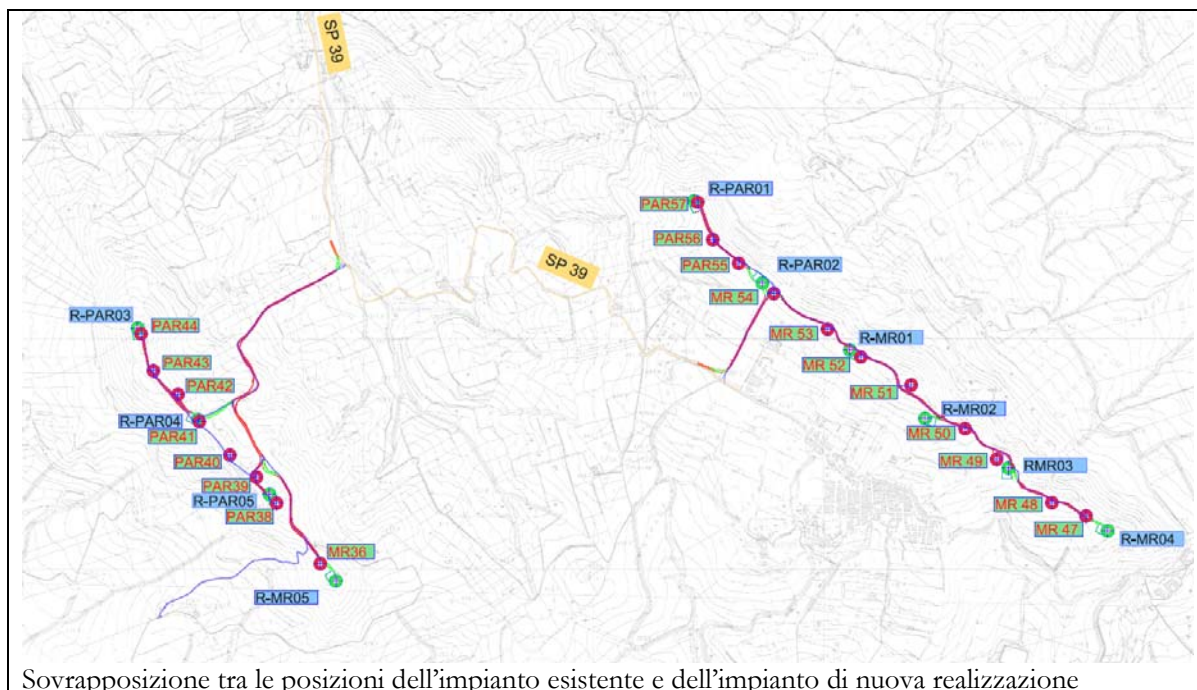 SP 39
R-PAR01
PAR57
PAR56
PAR55
R-PAR02
SP 39
MR 54
R-PAR03
PAR44
MR 53
R-MR01
MR 52
PAR43
PAR42
MR 51
R-PAR04
PAR41
R-MR02
MR 50
PAR40
MR 49
RMR03
PAR39
R-PAR05
PAR38
MR 48
MR 47
R-MR04
MR36
R-MR05
Sovrapposizione tra le posizioni dell'impianto esistente e dell'impianto di nuova realizzazione